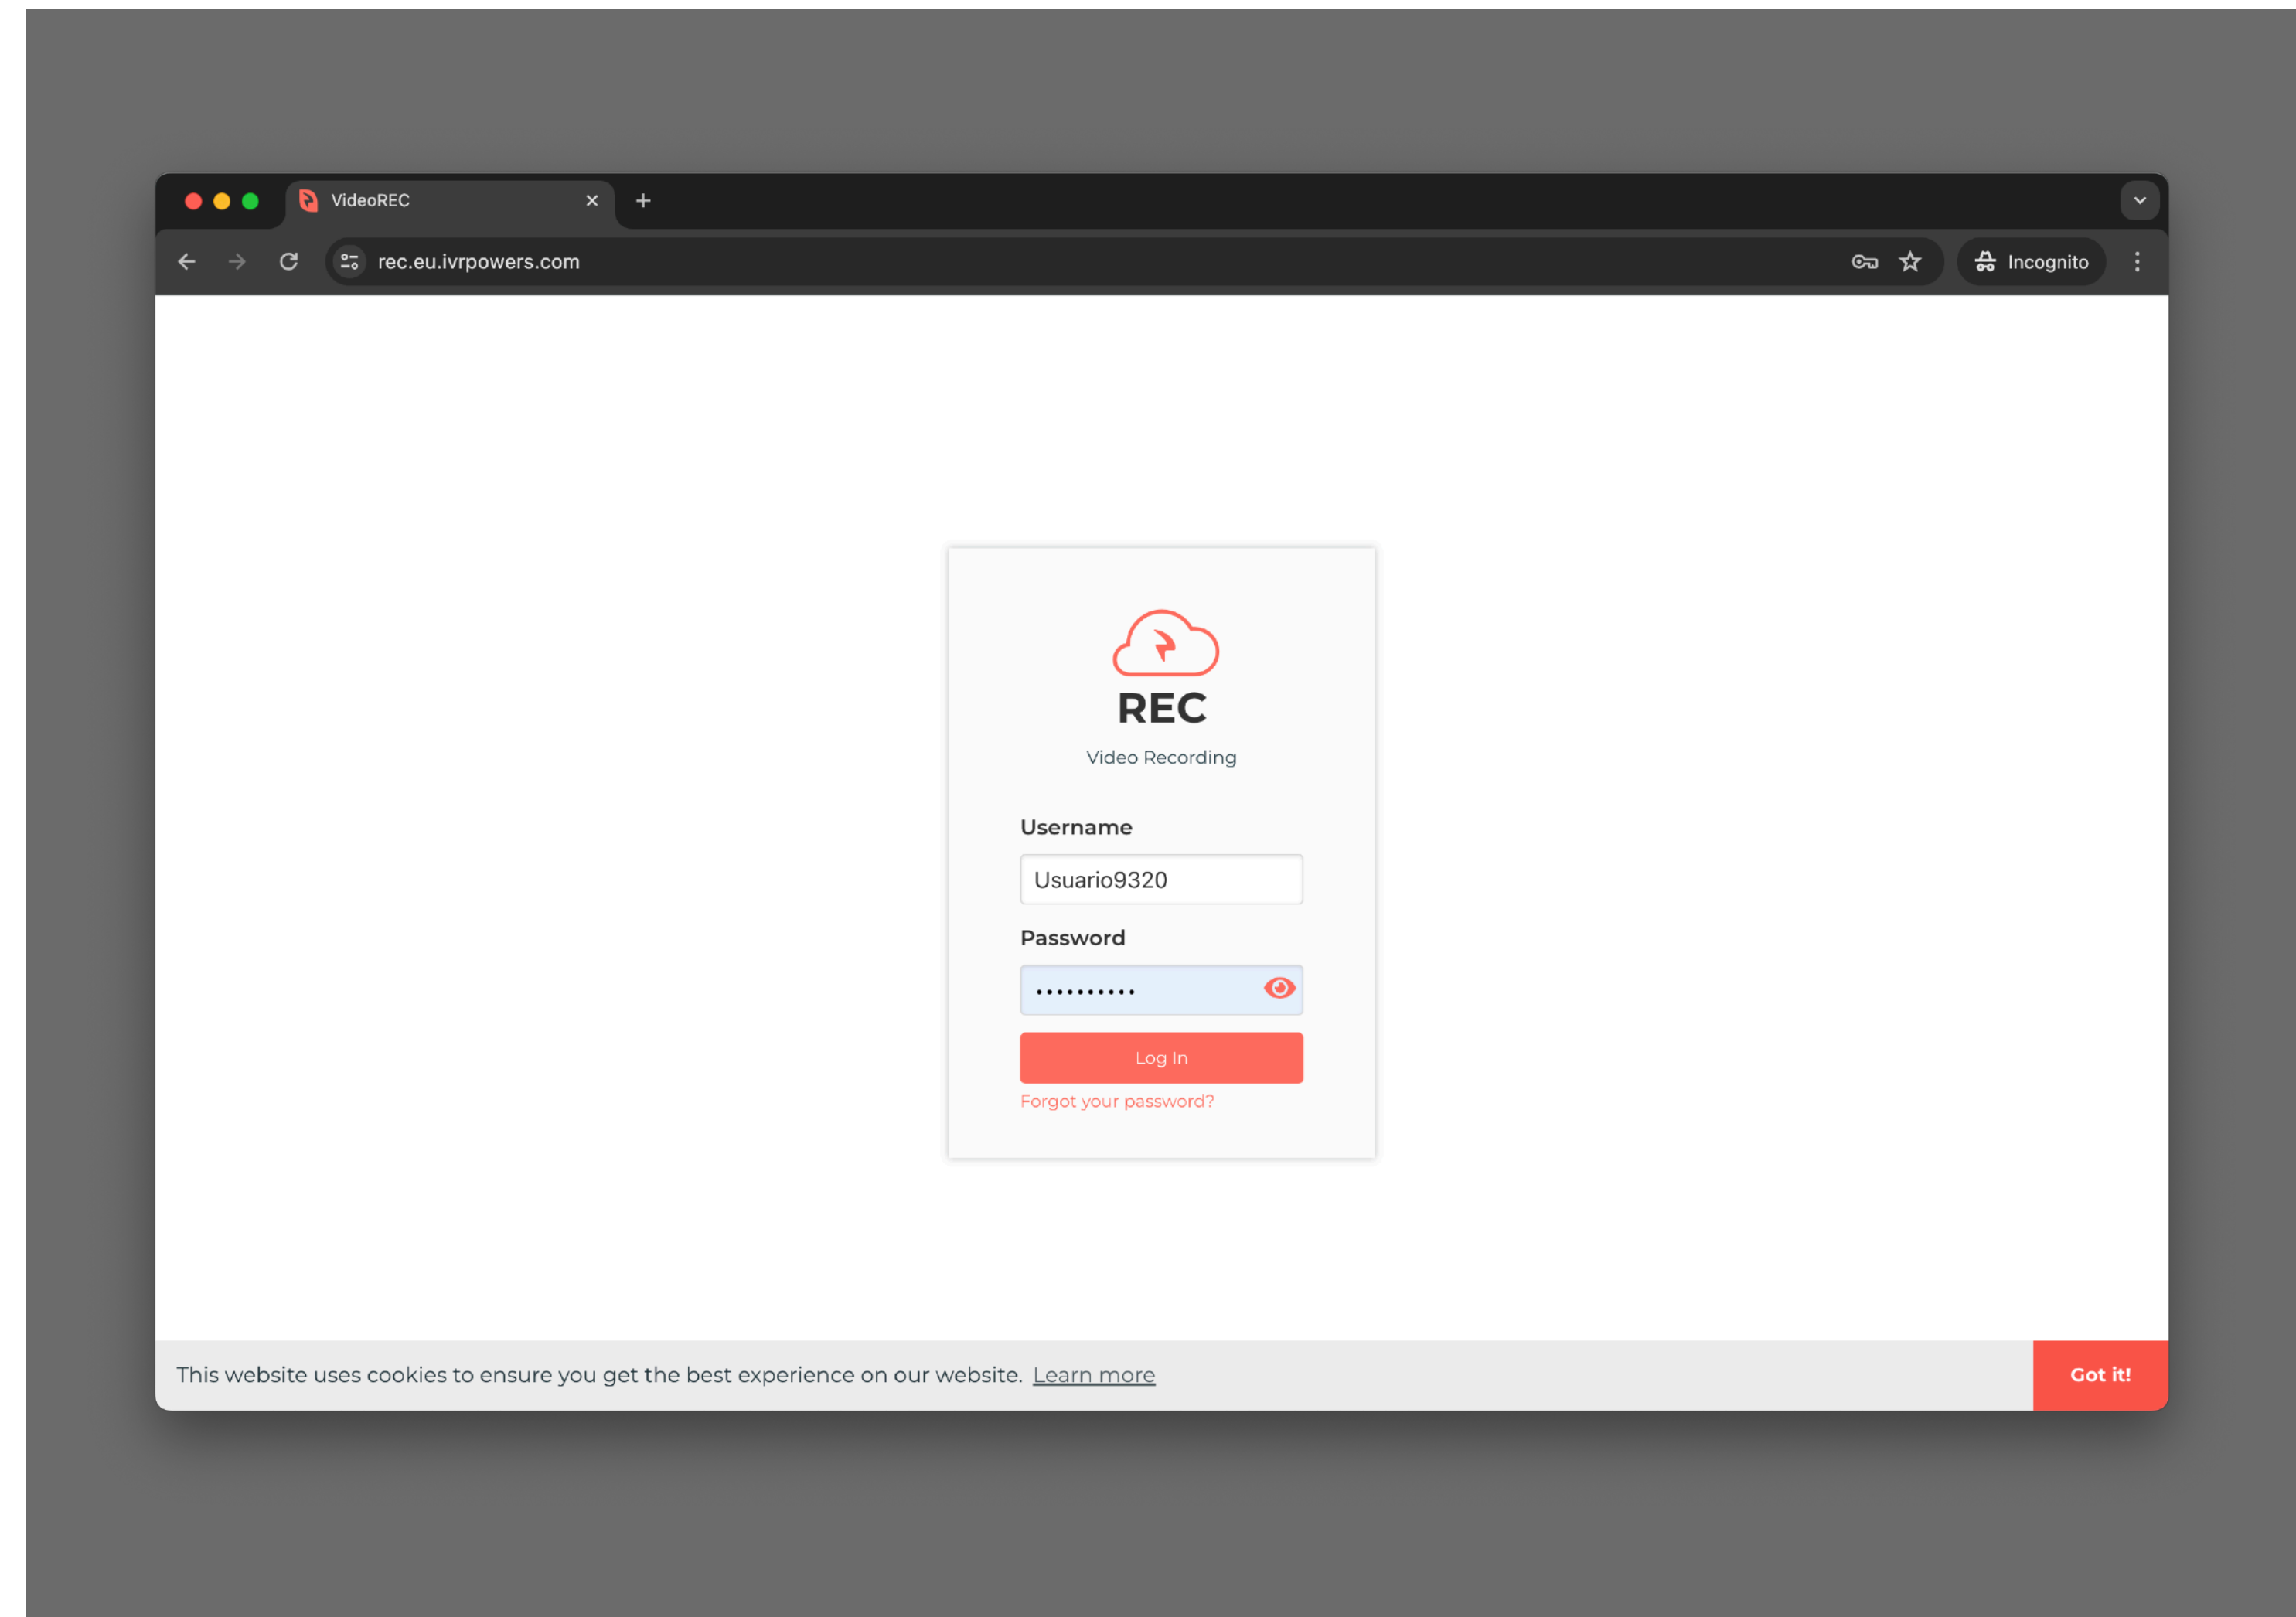 VideoREC
rec.eu.ivrpowers.com
Incognito
REC
Video Recording
Username
Usuario9320
Password
••••••••••
Log In
Forgot your password?
This website uses cookies to ensure you get the best experience on our website. Learn more
Got it!